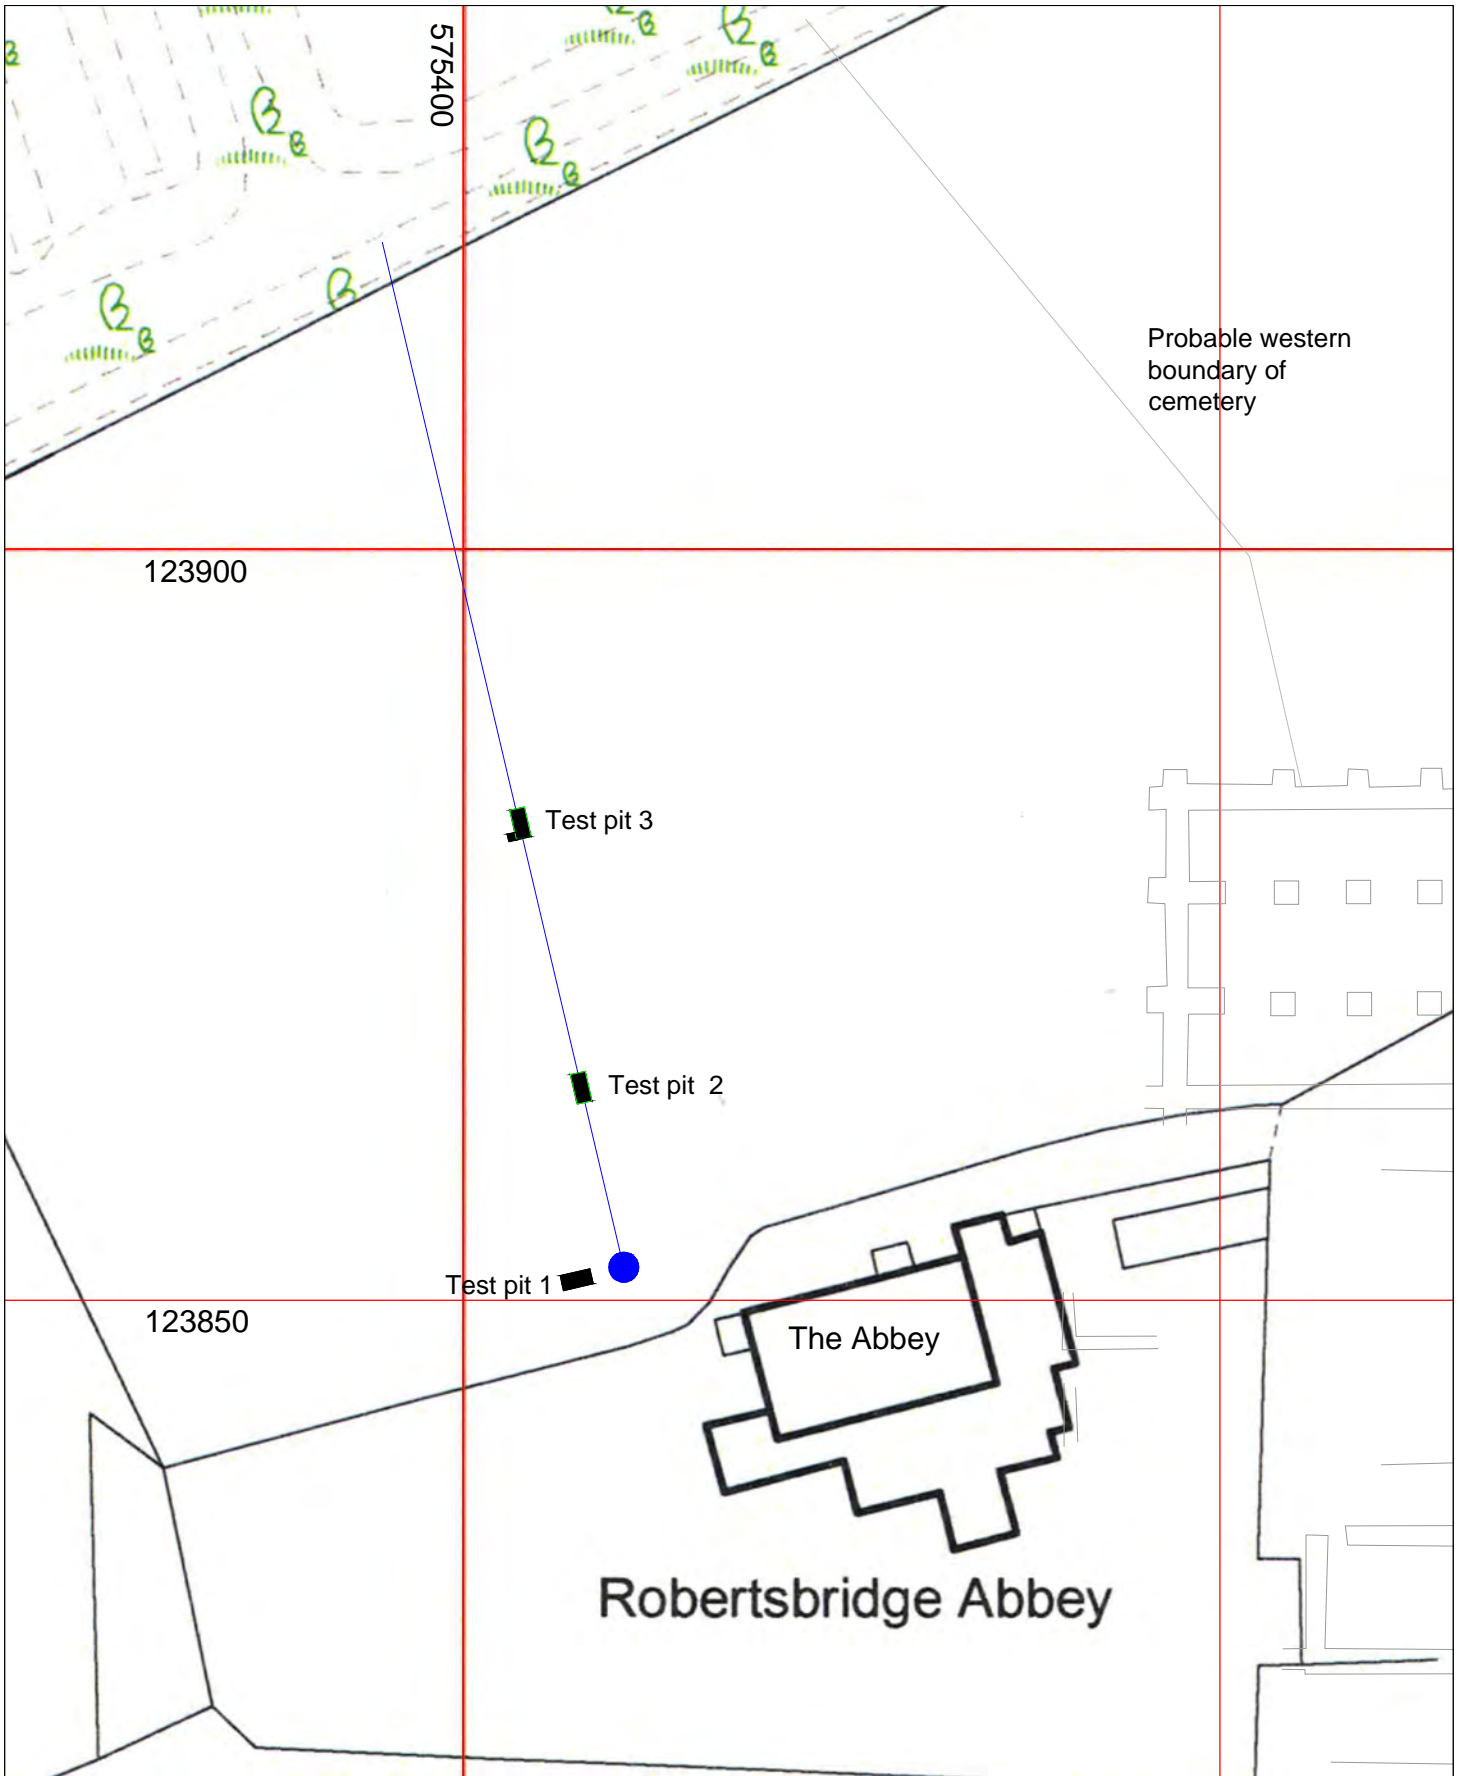 575400
Probable western
boundary of
cemetery
123900
Test pit 3
Test pit 2
Test pit 1
123850
The Abbey
Robertsbridge Abbey